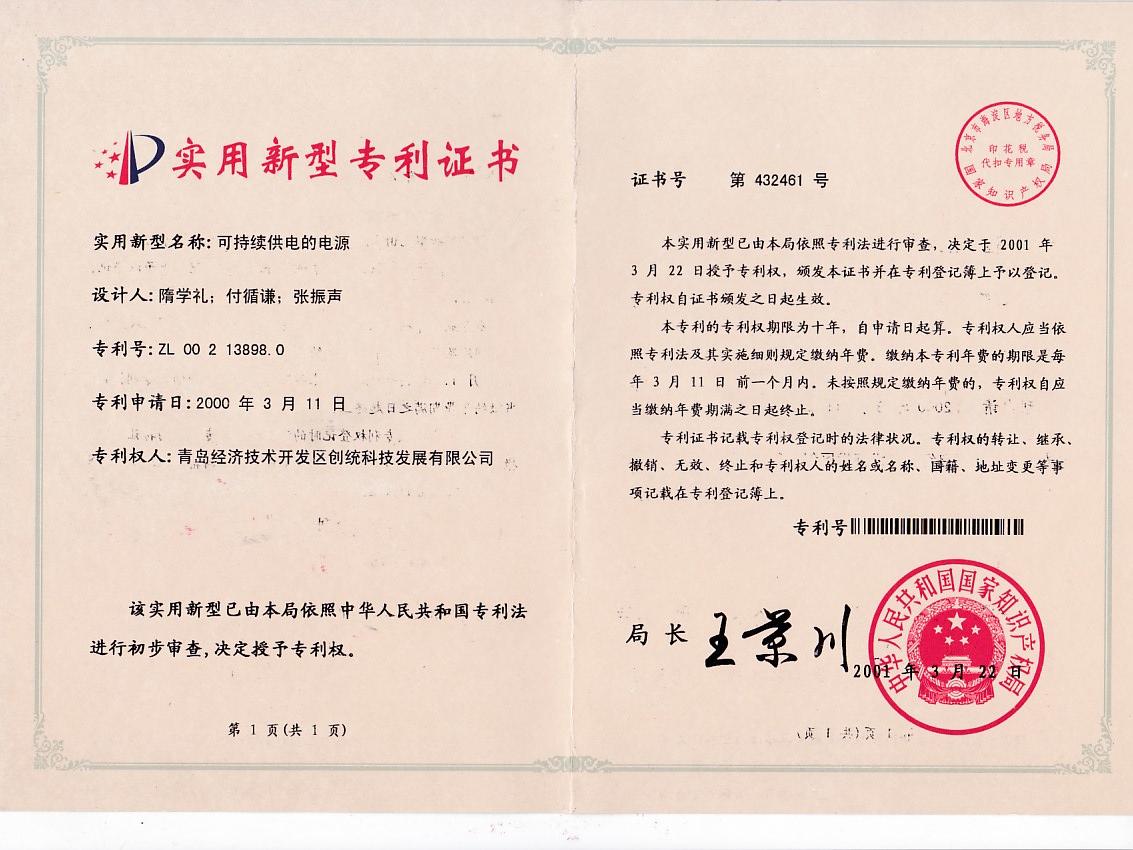 实用新型专利证书
实用新型名称: 可持续供电的电源
设计人: 隋学礼；付循谦；张振声
专利号: ZL 00 2 13898.0
专利申请日: 2000 年 3 月 11 日
专利权人: 青岛经济技术开发区创统科技发展有限公司
该实用新型已由本局依照中华人民共和国专利法
进行初步审查,决定授予专利权。
第 1 页(共 1 页)
北京市海淀区地方税务局
印花税
代扣专用章
国家知识产权局
证书号 第 432461 号
本实用新型已由本局依照专利法进行审查，决定于 2001 年
3 月 22 日授予专利权，颁发本证书并在专利登记簿上予以登记。
专利权自证书颁发之日起生效。
本专利的专利权期限为十年，自申请日起算。专利权人应当依
照专利法及其实施细则规定缴纳年费。缴纳本专利年费的期限是每
年 3 月 11 日 前一个月内。未按照规定缴纳年费的，专利权自应
当缴纳年费期满之日起终止。
专利证书记载专利权登记时的法律状况。专利权的转让、继承、
撤销、无效、终止和专利权人的姓名或名称、国籍、地址变更等事
项记载在专利登记簿上。
专利号
局长 王景川
中华人民共和国国家知识产权局
2001 年 3 月 22 日